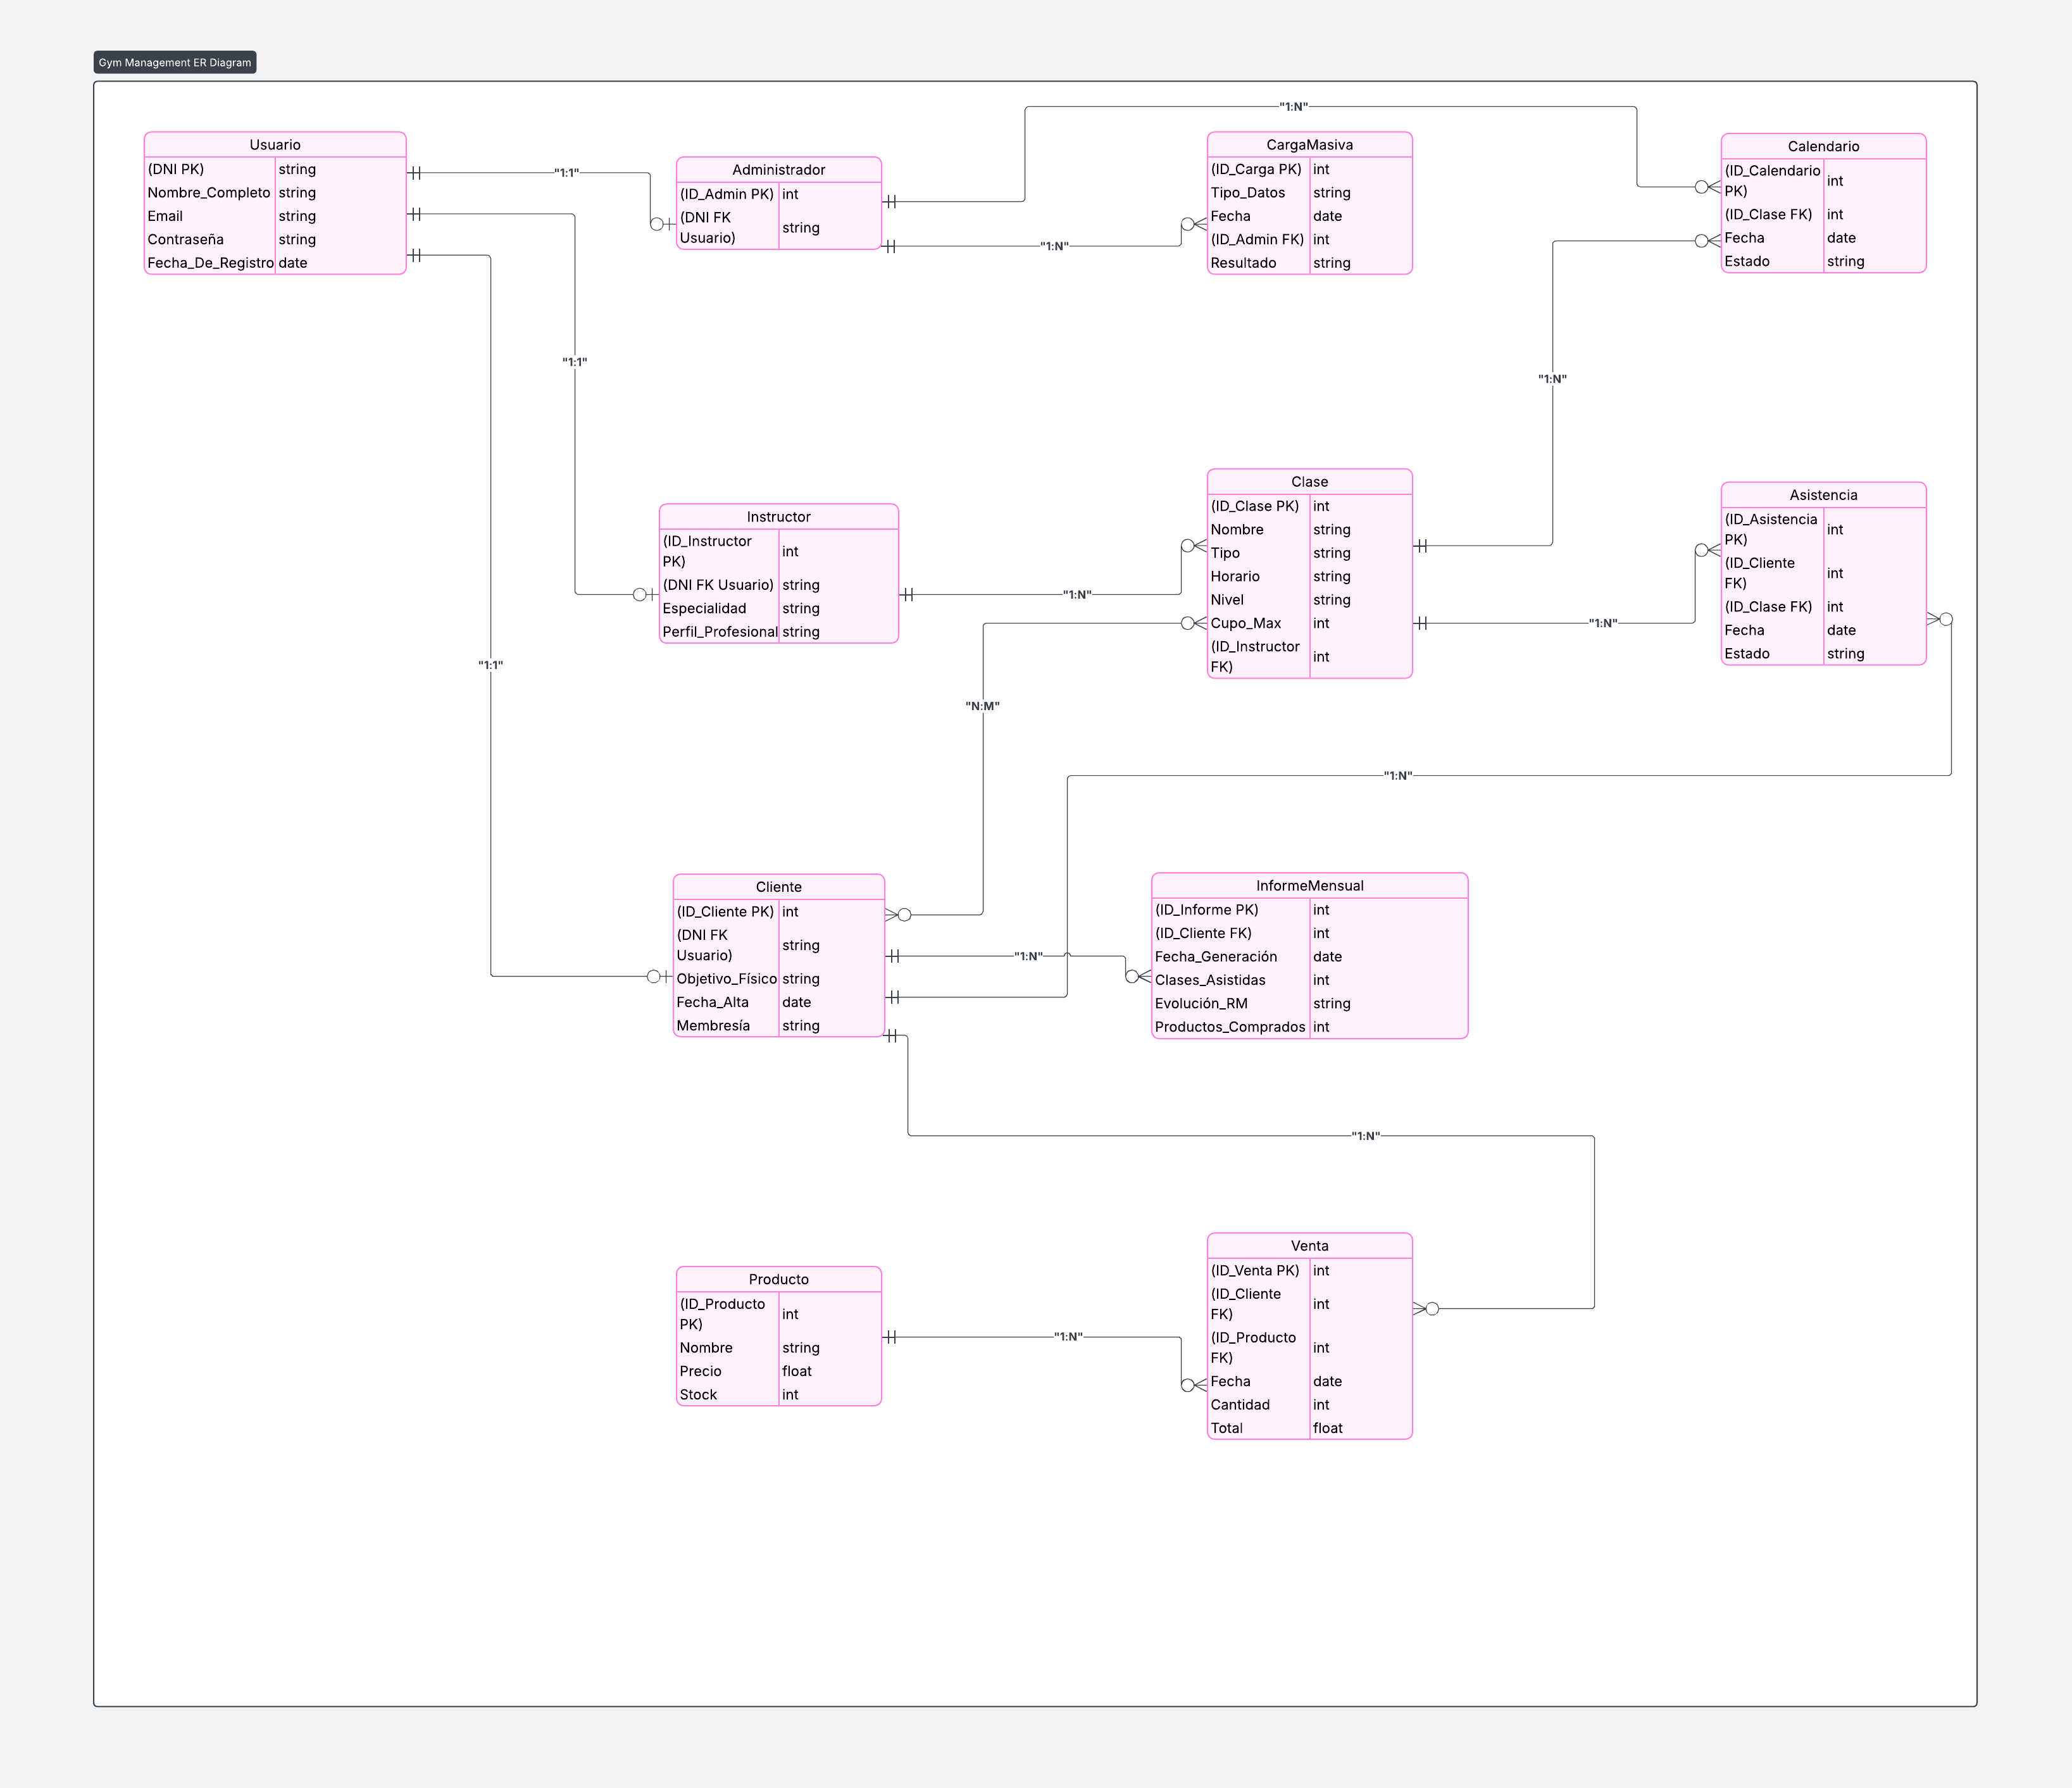 Gym Management ER Diagram
"1:N"
Usuario
(DNI PK) string
Nombre_Completo string
Email string
Contraseña string
Fecha_De_Registro date
"1:1"
"1:1"
"1:1"
Administrador
(ID_Admin PK) int
(DNI FK
Usuario) string
"1:N"
CargaMasiva
(ID_Carga PK) int
Tipo_Datos string
Fecha date
(ID_Admin FK) int
Resultado string
Calendario
(ID_Calendario
PK) int
(ID_Clase FK) int
Fecha date
Estado string
"1:N"
Instructor
(ID_Instructor
PK) int
(DNI FK Usuario) string
Especialidad string
Perfil_Profesional string
"1:N"
Clase
(ID_Clase PK) int
Nombre string
Tipo string
Horario string
Nivel string
Cupo_Max int
(ID_Instructor
FK) int
"1:N"
Asistencia
(ID_Asistencia
PK) int
(ID_Cliente
FK) int
(ID_Clase FK) int
Fecha date
Estado string
"N:M"
"1:N"
Cliente
(ID_Cliente PK) int
(DNI FK
Usuario) string
Objetivo_Físico string
Fecha_Alta date
Membresía string
"1:N"
InformeMensual
(ID_Informe PK) int
(ID_Cliente FK) int
Fecha_Generación date
Clases_Asistidas int
Evolución_RM string
Productos_Comprados int
"1:N"
Producto
(ID_Producto
PK) int
Nombre string
Precio float
Stock int
"1:N"
Venta
(ID_Venta PK) int
(ID_Cliente
FK) int
(ID_Producto
FK) int
Fecha date
Cantidad int
Total float